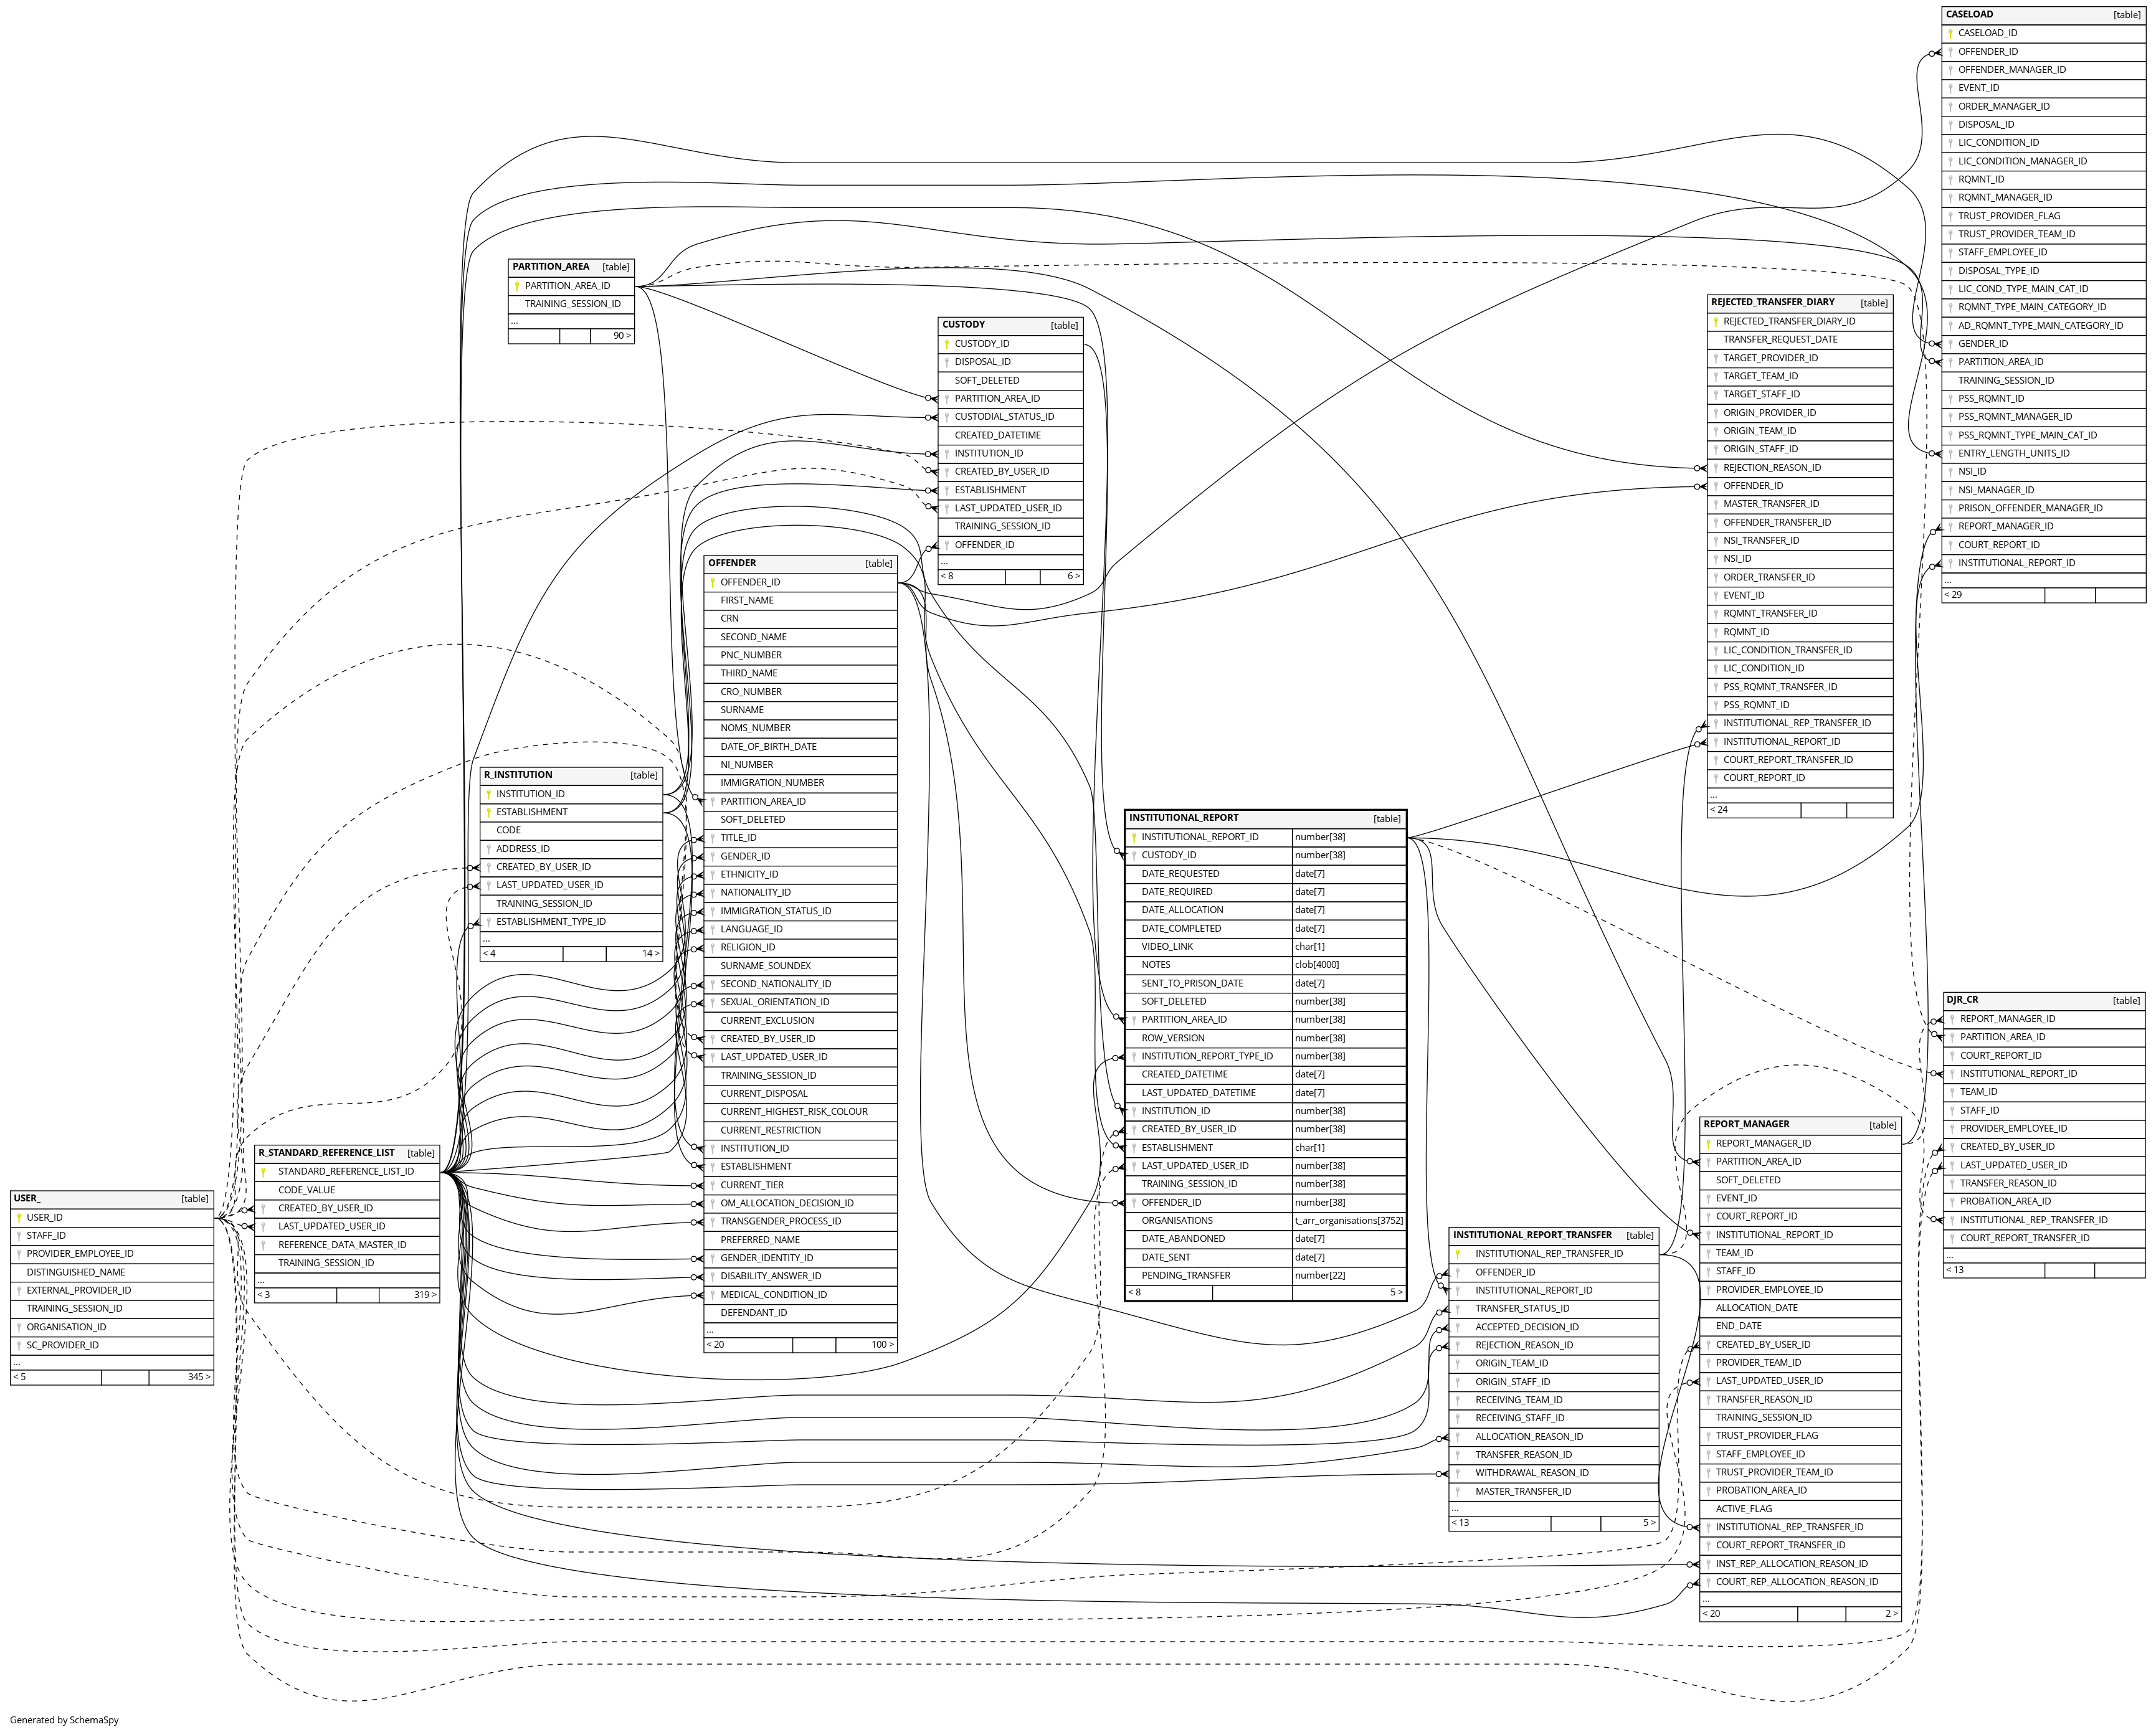 CASELOAD [table]
CASELOAD_ID
OFFENDER_ID
OFFENDER_MANAGER_ID
EVENT_ID
ORDER_MANAGER_ID
DISPOSAL_ID
LIC_CONDITION_ID
LIC_CONDITION_MANAGER_ID
RQMNT_ID
RQMNT_MANAGER_ID
TRUST_PROVIDER_FLAG
TRUST_PROVIDER_TEAM_ID
STAFF_EMPLOYEE_ID
DISPOSAL_TYPE_ID
LIC_COND_TYPE_MAIN_CAT_ID
RQMNT_TYPE_MAIN_CATEGORY_ID
AD_RQMNT_TYPE_MAIN_CATEGORY_ID
GENDER_ID
PARTITION_AREA_ID
TRAINING_SESSION_ID
PSS_RQMNT_ID
PSS_RQMNT_MANAGER_ID
PSS_RQMNT_TYPE_MAIN_CAT_ID
ENTRY_LENGTH_UNITS_ID
NSI_ID
NSI_MANAGER_ID
PRISON_OFFENDER_MANAGER_ID
REPORT_MANAGER_ID
COURT_REPORT_ID
INSTITUTIONAL_REPORT_ID
...
< 29
PARTITION_AREA [table]
PARTITION_AREA_ID
TRAINING_SESSION_ID
...
90 >
REJECTED_TRANSFER_DIARY [table]
REJECTED_TRANSFER_DIARY_ID
TRANSFER_REQUEST_DATE
TARGET_PROVIDER_ID
TARGET_TEAM_ID
TARGET_STAFF_ID
ORIGIN_PROVIDER_ID
ORIGIN_TEAM_ID
ORIGIN_STAFF_ID
REJECTION_REASON_ID
OFFENDER_ID
MASTER_TRANSFER_ID
OFFENDER_TRANSFER_ID
NSI_TRANSFER_ID
NSI_ID
ORDER_TRANSFER_ID
EVENT_ID
RQMNT_TRANSFER_ID
RQMNT_ID
LIC_CONDITION_TRANSFER_ID
LIC_CONDITION_ID
PSS_RQMNT_TRANSFER_ID
PSS_RQMNT_ID
INSTITUTIONAL_REP_TRANSFER_ID
INSTITUTIONAL_REPORT_ID
COURT_REPORT_TRANSFER_ID
COURT_REPORT_ID
...
< 24
CUSTODY [table]
CUSTODY_ID
DISPOSAL_ID
SOFT_DELETED
PARTITION_AREA_ID
CUSTODIAL_STATUS_ID
CREATED_DATETIME
INSTITUTION_ID
CREATED_BY_USER_ID
ESTABLISHMENT
LAST_UPDATED_USER_ID
TRAINING_SESSION_ID
OFFENDER_ID
...
< 8 6 >
OFFENDER [table]
OFFENDER_ID
FIRST_NAME
CRN
SECOND_NAME
PNC_NUMBER
THIRD_NAME
CRO_NUMBER
SURNAME
NOMS_NUMBER
DATE_OF_BIRTH_DATE
NI_NUMBER
IMMIGRATION_NUMBER
PARTITION_AREA_ID
SOFT_DELETED
TITLE_ID
GENDER_ID
ETHNICITY_ID
NATIONALITY_ID
IMMIGRATION_STATUS_ID
LANGUAGE_ID
RELIGION_ID
SURNAME_SOUNDEX
SECOND_NATIONALITY_ID
SEXUAL_ORIENTATION_ID
CURRENT_EXCLUSION
CREATED_BY_USER_ID
LAST_UPDATED_USER_ID
TRAINING_SESSION_ID
CURRENT_DISPOSAL
CURRENT_HIGHEST_RISK_COLOUR
CURRENT_RESTRICTION
INSTITUTION_ID
ESTABLISHMENT
CURRENT_TIER
OM_ALLOCATION_DECISION_ID
TRANSGENDER_PROCESS_ID
PREFERRED_NAME
GENDER_IDENTITY_ID
DISABILITY_ANSWER_ID
MEDICAL_CONDITION_ID
DEFENDANT_ID
...
< 20 100 >
R_INSTITUTION [table]
INSTITUTION_ID
ESTABLISHMENT
CODE
ADDRESS_ID
CREATED_BY_USER_ID
LAST_UPDATED_USER_ID
TRAINING_SESSION_ID
ESTABLISHMENT_TYPE_ID
...
< 4 14 >
INSTITUTIONAL_REPORT [table]
INSTITUTIONAL_REPORT_ID number[38]
CUSTODY_ID number[38]
DATE_REQUESTED date[7]
DATE_REQUIRED date[7]
DATE_ALLOCATION date[7]
DATE_COMPLETED date[7]
VIDEO_LINK char[1]
NOTES clob[4000]
SENT_TO_PRISON_DATE date[7]
SOFT_DELETED number[38]
PARTITION_AREA_ID number[38]
ROW_VERSION number[38]
INSTITUTION_REPORT_TYPE_ID number[38]
CREATED_DATETIME date[7]
LAST_UPDATED_DATETIME date[7]
INSTITUTION_ID number[38]
CREATED_BY_USER_ID number[38]
ESTABLISHMENT char[1]
LAST_UPDATED_USER_ID number[38]
TRAINING_SESSION_ID number[38]
OFFENDER_ID number[38]
ORGANISATIONS t_arr_organisations[3752]
DATE_ABANDONED date[7]
DATE_SENT date[7]
PENDING_TRANSFER number[22]
< 8 5 >
DJR_CR [table]
REPORT_MANAGER_ID
PARTITION_AREA_ID
COURT_REPORT_ID
INSTITUTIONAL_REPORT_ID
TEAM_ID
STAFF_ID
PROVIDER_EMPLOYEE_ID
CREATED_BY_USER_ID
LAST_UPDATED_USER_ID
TRANSFER_REASON_ID
PROBATION_AREA_ID
INSTITUTIONAL_REP_TRANSFER_ID
COURT_REPORT_TRANSFER_ID
...
< 13
REPORT_MANAGER [table]
REPORT_MANAGER_ID
PARTITION_AREA_ID
SOFT_DELETED
EVENT_ID
COURT_REPORT_ID
INSTITUTIONAL_REPORT_ID
TEAM_ID
STAFF_ID
PROVIDER_EMPLOYEE_ID
ALLOCATION_DATE
END_DATE
CREATED_BY_USER_ID
PROVIDER_TEAM_ID
LAST_UPDATED_USER_ID
TRANSFER_REASON_ID
TRAINING_SESSION_ID
TRUST_PROVIDER_FLAG
STAFF_EMPLOYEE_ID
TRUST_PROVIDER_TEAM_ID
PROBATION_AREA_ID
ACTIVE_FLAG
INSTITUTIONAL_REP_TRANSFER_ID
COURT_REPORT_TRANSFER_ID
INST_REP_ALLOCATION_REASON_ID
COURT_REP_ALLOCATION_REASON_ID
...
< 20 2 >
R_STANDARD_REFERENCE_LIST [table]
STANDARD_REFERENCE_LIST_ID
CODE_VALUE
CREATED_BY_USER_ID
LAST_UPDATED_USER_ID
REFERENCE_DATA_MASTER_ID
TRAINING_SESSION_ID
...
< 3 319 >
USER_ [table]
USER_ID
STAFF_ID
PROVIDER_EMPLOYEE_ID
DISTINGUISHED_NAME
EXTERNAL_PROVIDER_ID
TRAINING_SESSION_ID
ORGANISATION_ID
SC_PROVIDER_ID
...
< 5 345 >
INSTITUTIONAL_REPORT_TRANSFER [table]
INSTITUTIONAL_REP_TRANSFER_ID
OFFENDER_ID
INSTITUTIONAL_REPORT_ID
TRANSFER_STATUS_ID
ACCEPTED_DECISION_ID
REJECTION_REASON_ID
ORIGIN_TEAM_ID
ORIGIN_STAFF_ID
RECEIVING_TEAM_ID
RECEIVING_STAFF_ID
ALLOCATION_REASON_ID
TRANSFER_REASON_ID
WITHDRAWAL_REASON_ID
MASTER_TRANSFER_ID
...
< 13 5 >
Generated by SchemaSpy